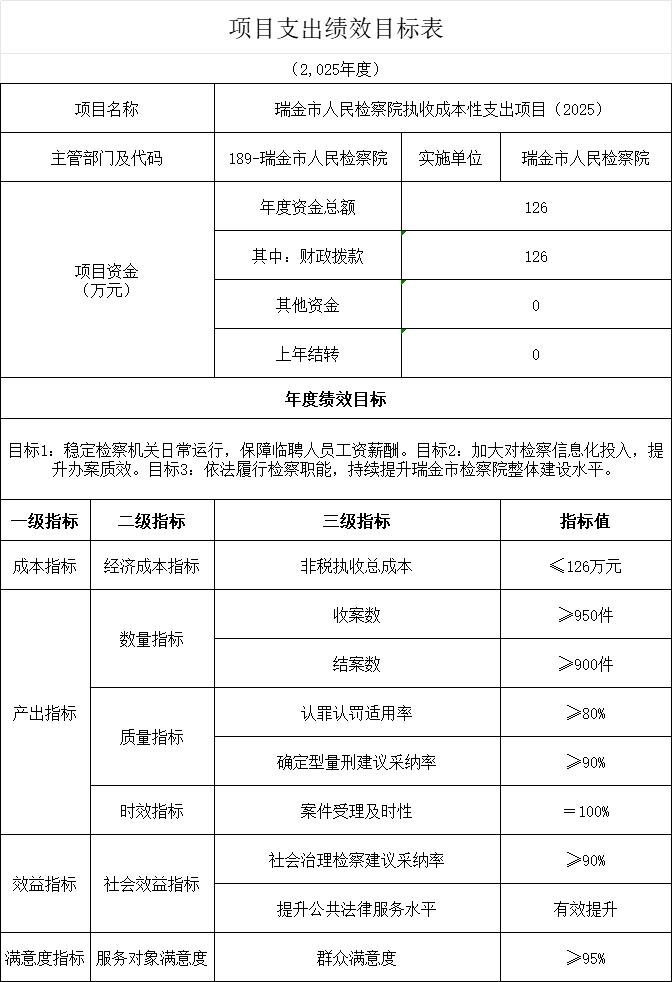 项目支出绩效目标表
（2,025年度）
项目名称 瑞金市人民检察院执收成本性支出项目（2025）
主管部门及代码 189-瑞金市人民检察院 实施单位 瑞金市人民检察院
项目资金
（万元）
年度资金总额 126
其中：财政拨款 126
其他资金 0
上年结转 0
年度绩效目标
目标1：稳定检察机关日常运行，保障临聘人员工资薪酬。目标2：加大对检察信息化投入，提
升办案质效。目标3：依法履行检察职能，持续提升瑞金市检察院整体建设水平。
一级指标 二级指标 三级指标 指标值
成本指标 经济成本指标 非税执收总成本 ≤126万元
产出指标 数量指标 收案数 ≥950件
结案数 ≥900件
质量指标 认罪认罚适用率 ≥80%
确定型量刑建议采纳率 ≥90%
时效指标 案件受理及时性 ＝100%
效益指标 社会效益指标 社会治理检察建议采纳率 ≥90%
提升公共法律服务水平 有效提升
满意度指标 服务对象满意度 群众满意度 ≥95%